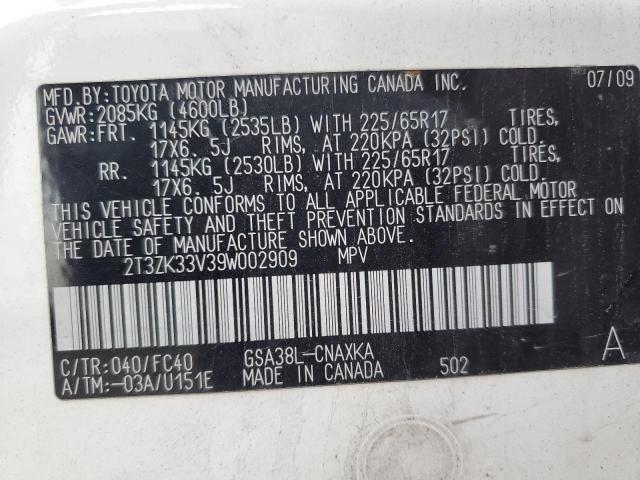 MFD.BY:TOYOTA MOTOR MANUFACTURING CANADA INC. 07/09
GVWR:2085KG (4600LB)
GAWR:FRT. 1145KG (2535LB) WITH 225/65R17 TIRES,
17X6. 5J RIMS, AT 220KPA (32PSI) COLD.
RR. 1145KG (2530LB) WITH 225/65R17 TIRES,
17X6. 5J RIMS, AT 220KPA (32PSI) COLD.
THIS VEHICLE CONFORMS TO ALL APPLICABLE FEDERAL MOTOR
VEHICLE SAFETY AND THEFT PREVENTION STANDARDS IN EFFECT ON
THE DATE OF MANUFACTURE SHOWN ABOVE.
2T3ZK33V39W002909 MPV
C/TR:040/FC40 GSA38L-CNAXKA A
A/TM:-03A/U151E MADE IN CANADA 502